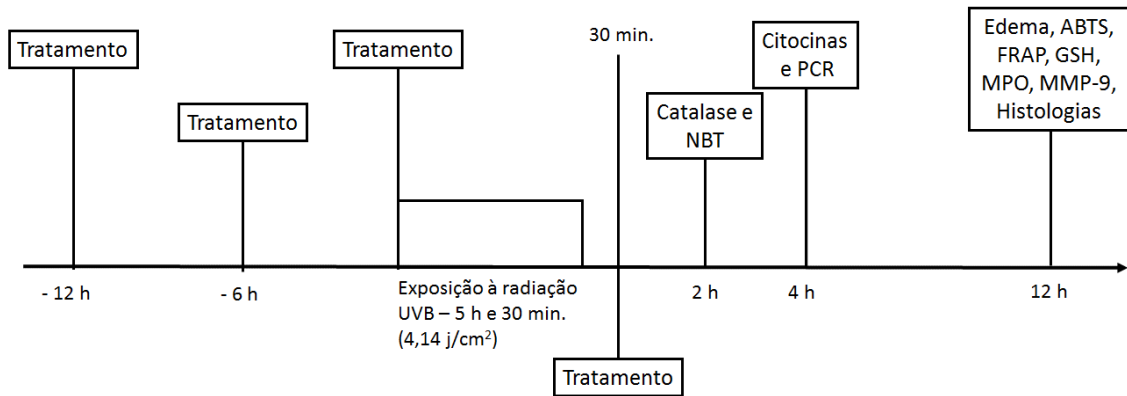 Tratamento
Tratamento
Tratamento
30 min.
Catalase e
NBT
Citocinas
e PCR
Edema, ABTS,
FRAP, GSH,
MPO, MMP-9,
Histologias
- 12 h
- 6 h
Exposição à radiação
UVB – 5 h e 30 min.
(4,14 j/cm²)
2 h
4 h
12 h
Tratamento